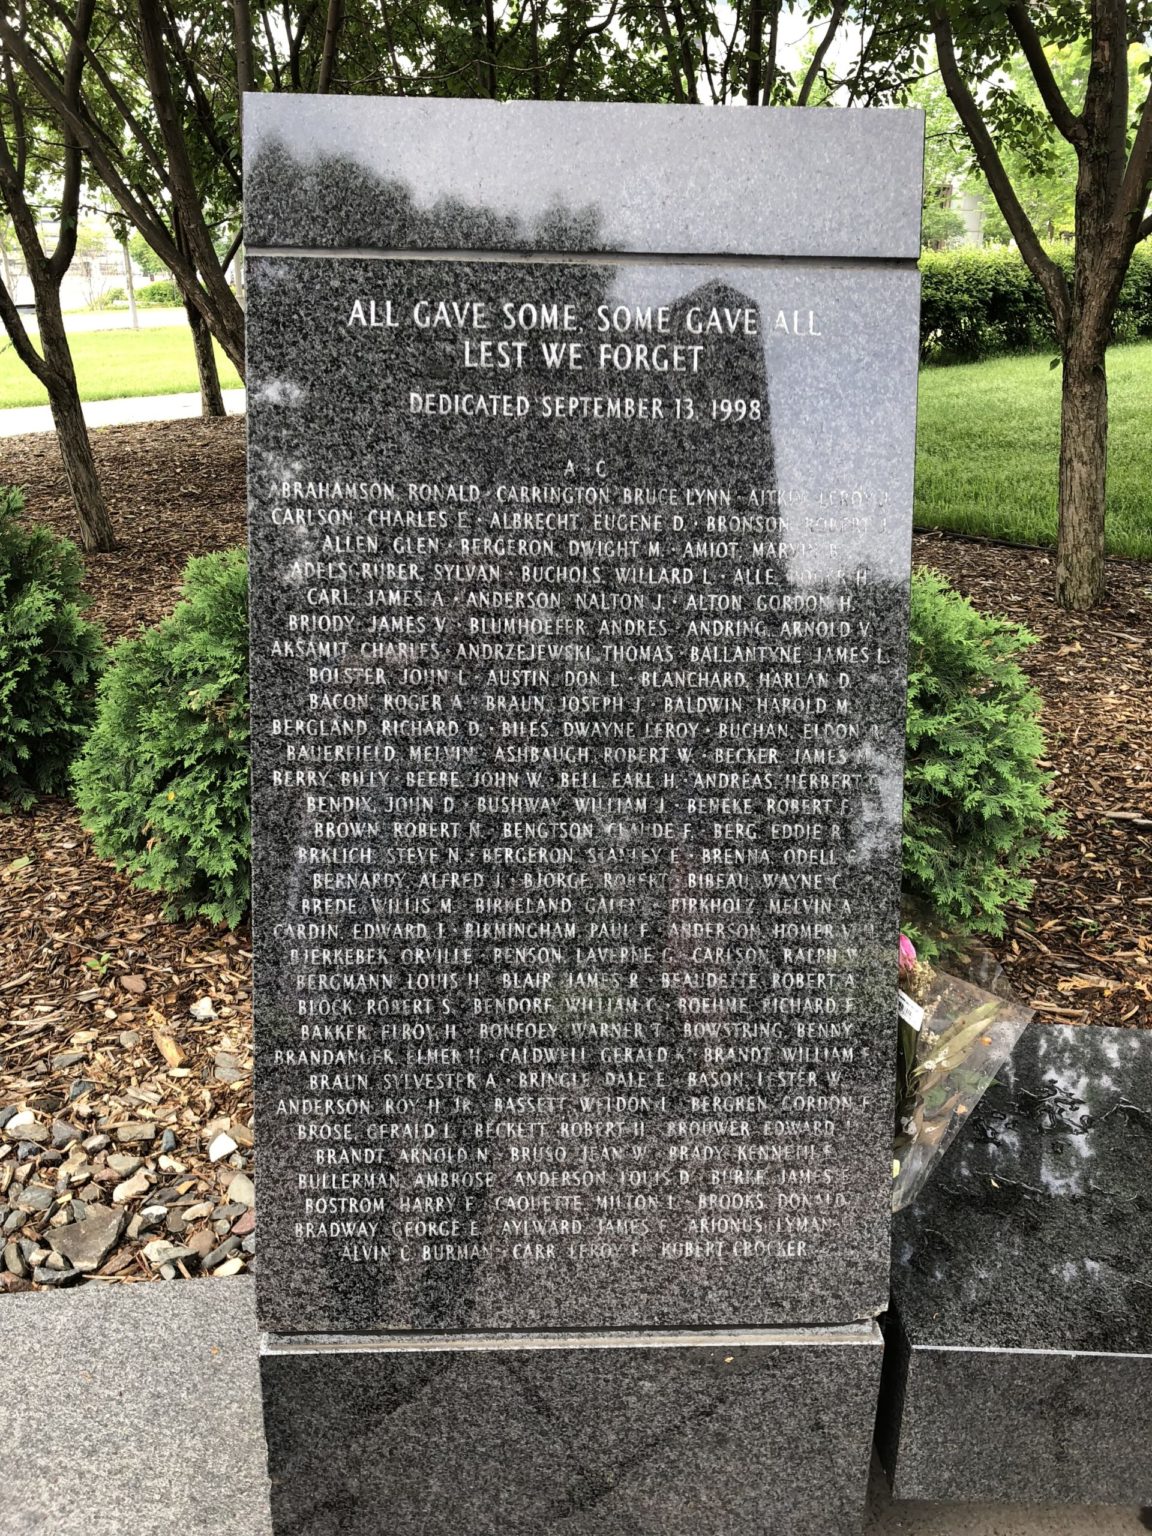 ALL GAVE SOME, SOME GAVE ALL
LEST WE FORGET
DEDICATED SEPTEMBER 13, 1998
A - C
ABRAHAMSON, RONALD · CARRINGTON, BRUCE LYNN · AITKEN, LEROY J.
CARLSON, CHARLES E. · ALBRECHT, EUGENE D. · BRONSON, ROBERT J.
ALLEN, GLEN · BERGERON, DWIGHT M. · AMIOT, MARVIN B.
ADELSGRUBER, SYLVAN · BUCHOLS, WILLARD L. · ALLE, ROGER H.
CARL, JAMES A. · ANDERSON, NALTON J. · ALTON, GORDON H.
BRIODY, JAMES V. · BLUMHOEFER, ANDRES · ANDRING, ARNOLD V.
AKSAMIT, CHARLES · ANDRZEJEWSKI, THOMAS · BALLANTYNE, JAMES L.
BOLSTER, JOHN L. · AUSTIN, DON L. · BLANCHARD, HARLAN D.
BACON, ROGER A. · BRAUN, JOSEPH J. · BALDWIN, HAROLD M.
BERGLAND, RICHARD D. · BILES, DWAYNE LEROY · BUCHAN, ELDON
BAUERFIELD, MELVIN · ASHBAUGH, ROBERT W. · BECKER, JAMES
BERRY, BILLY · BEEBE, JOHN W. · BELL, EARL H. · ANDREAS, HERBERT
BENDIX, JOHN D. · BUSHWAY, WILLIAM J. · BENEKE, ROBERT F.
BROWN, ROBERT N. · BENGTSON, CLAUDE F. · BERG, EDDIE R.
BRKLICH, STEVE N. · BERGERON, STANLEY E. · BRENNA, ODELL
BERNARDY, ALFRED J. · BJORGE, ROBERT · BIBEAU, WAYNE C.
BREDE, WILLIS M. · BIRKELAND, GALEN · BIRKHOLZ, MELVIN A.
CARDIN, EDWARD J. · BIRMINGHAM, PAUL F. · ANDERSON, HOMER
BJERKEBEK, ORVILLE · BENSON, LAVERNE G. · CARLSON, RALPH W.
BERGMANN, LOUIS H. · BLAIR, JAMES R. · BEAUDETTE, ROBERT A.
BLOCK, ROBERT S. · BENDORF, WILLIAM C. · BOEHME, RICHARD F.
BAKKER, ELROY H. · BONFOEY, WARNER T. · BOWSTRING, BENNY
BRANDANGER, ELMER H. · CALDWELL, GERALD K. · BRANDT, WILLIAM F.
BRAUN, SYLVESTER A. · BRINGLE, DALE E. · BASON, LESTER W.
ANDERSON, ROY H. JR. · BASSETT, WELDON L. · BERGREN, GORDON F.
BROSE, GERALD L. · BECKETT, ROBERT H. · BROUWER, EDWARD J.
BRANDT, ARNOLD N. · BRUSO, JEAN W. · BRADY, KENNETH E.
BULLERMAN, AMBROSE · ANDERSON, LOUIS D. · BURKE, JAMES E.
BOSTROM, HARRY F. · CAOUETTE, MILTON L. · BROOKS, DONALD
BRADWAY, GEORGE E. · AYLWARD, JAMES · ARIONUS, LYMAN
ALVIN C. BURMAN · CARR, LEROY F. · ROBERT CROCKER